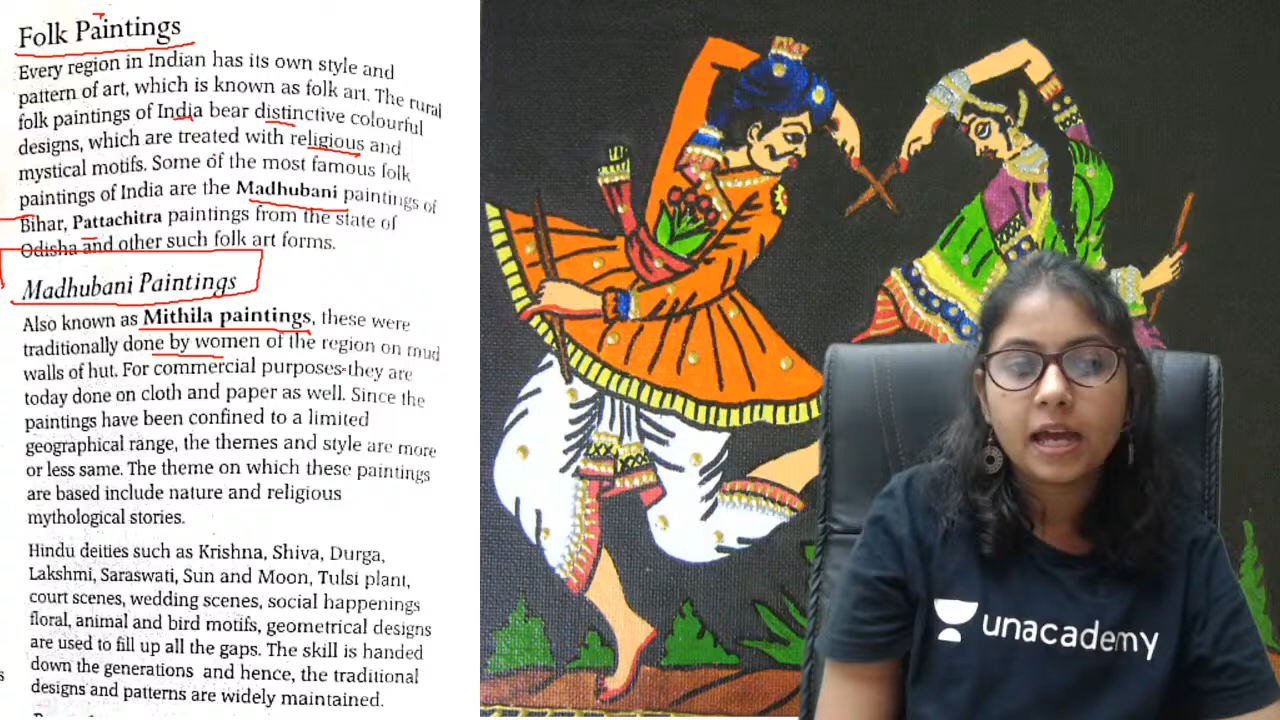 Folk Paintings
Every region in Indian has its own style and
pattern of art, which is known as folk art. The rural
folk paintings of India bear distinctive colourful
designs, which are treated with religious and
mystical motifs. Some of the most famous folk
paintings of India are the Madhubani paintings of
Bihar, Pattachitra paintings from the state of
Odisha and other such folk art forms.
Madhubani Paintings
Also known as Mithila paintings, these were
traditionally done by women of the region on mud
walls of hut. For commercial purposes they are
today done on cloth and paper as well. Since the
paintings have been confined to a limited
geographical range, the themes and style are more
or less same. The theme on which these paintings
are based include nature and religious
mythological stories.
Hindu deities such as Krishna, Shiva, Durga,
Lakshmi, Saraswati, Sun and Moon, Tulsi plant,
court scenes, wedding scenes, social happenings
floral, animal and bird motifs, geometrical designs
are used to fill up all the gaps. The skill is handed
down the generations and hence, the traditional
designs and patterns are widely maintained.
s
unacademy